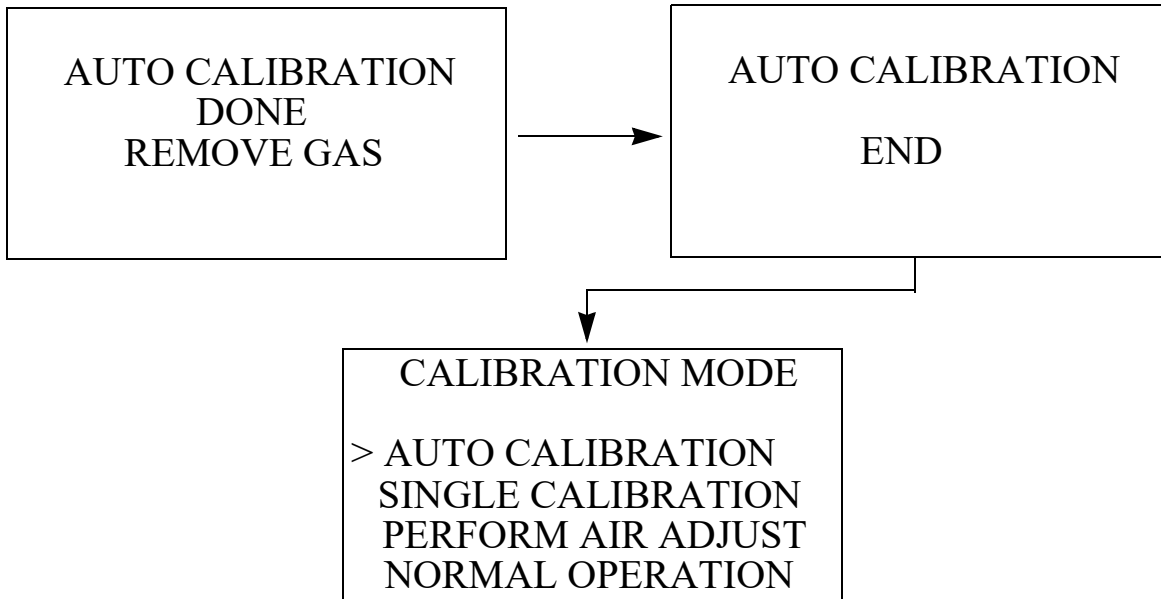 AUTO CALIBRATION
DONE
REMOVE GAS
AUTO CALIBRATION
END
CALIBRATION MODE
> AUTO CALIBRATION
SINGLE CALIBRATION
PERFORM AIR ADJUST
NORMAL OPERATION